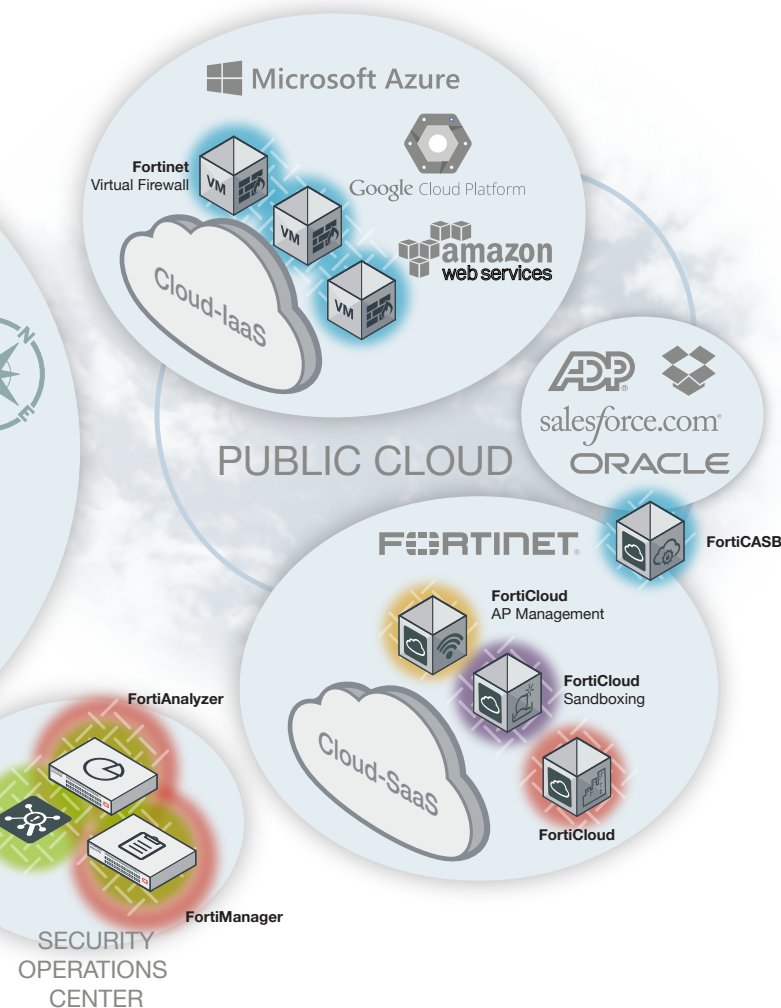 Microsoft Azure
Fortinet
Virtual Firewall
VM
VM
VM
Google Cloud Platform
amazon
web services
Cloud-IaaS
N
E
ADP®
salesforce.com®
ORACLE
PUBLIC CLOUD
FORTINET®
FortiCASB
FortiCloud
AP Management
FortiCloud
Sandboxing
Cloud-SaaS
FortiCloud
FortiAnalyzer
FortiManager
SECURITY
OPERATIONS
CENTER